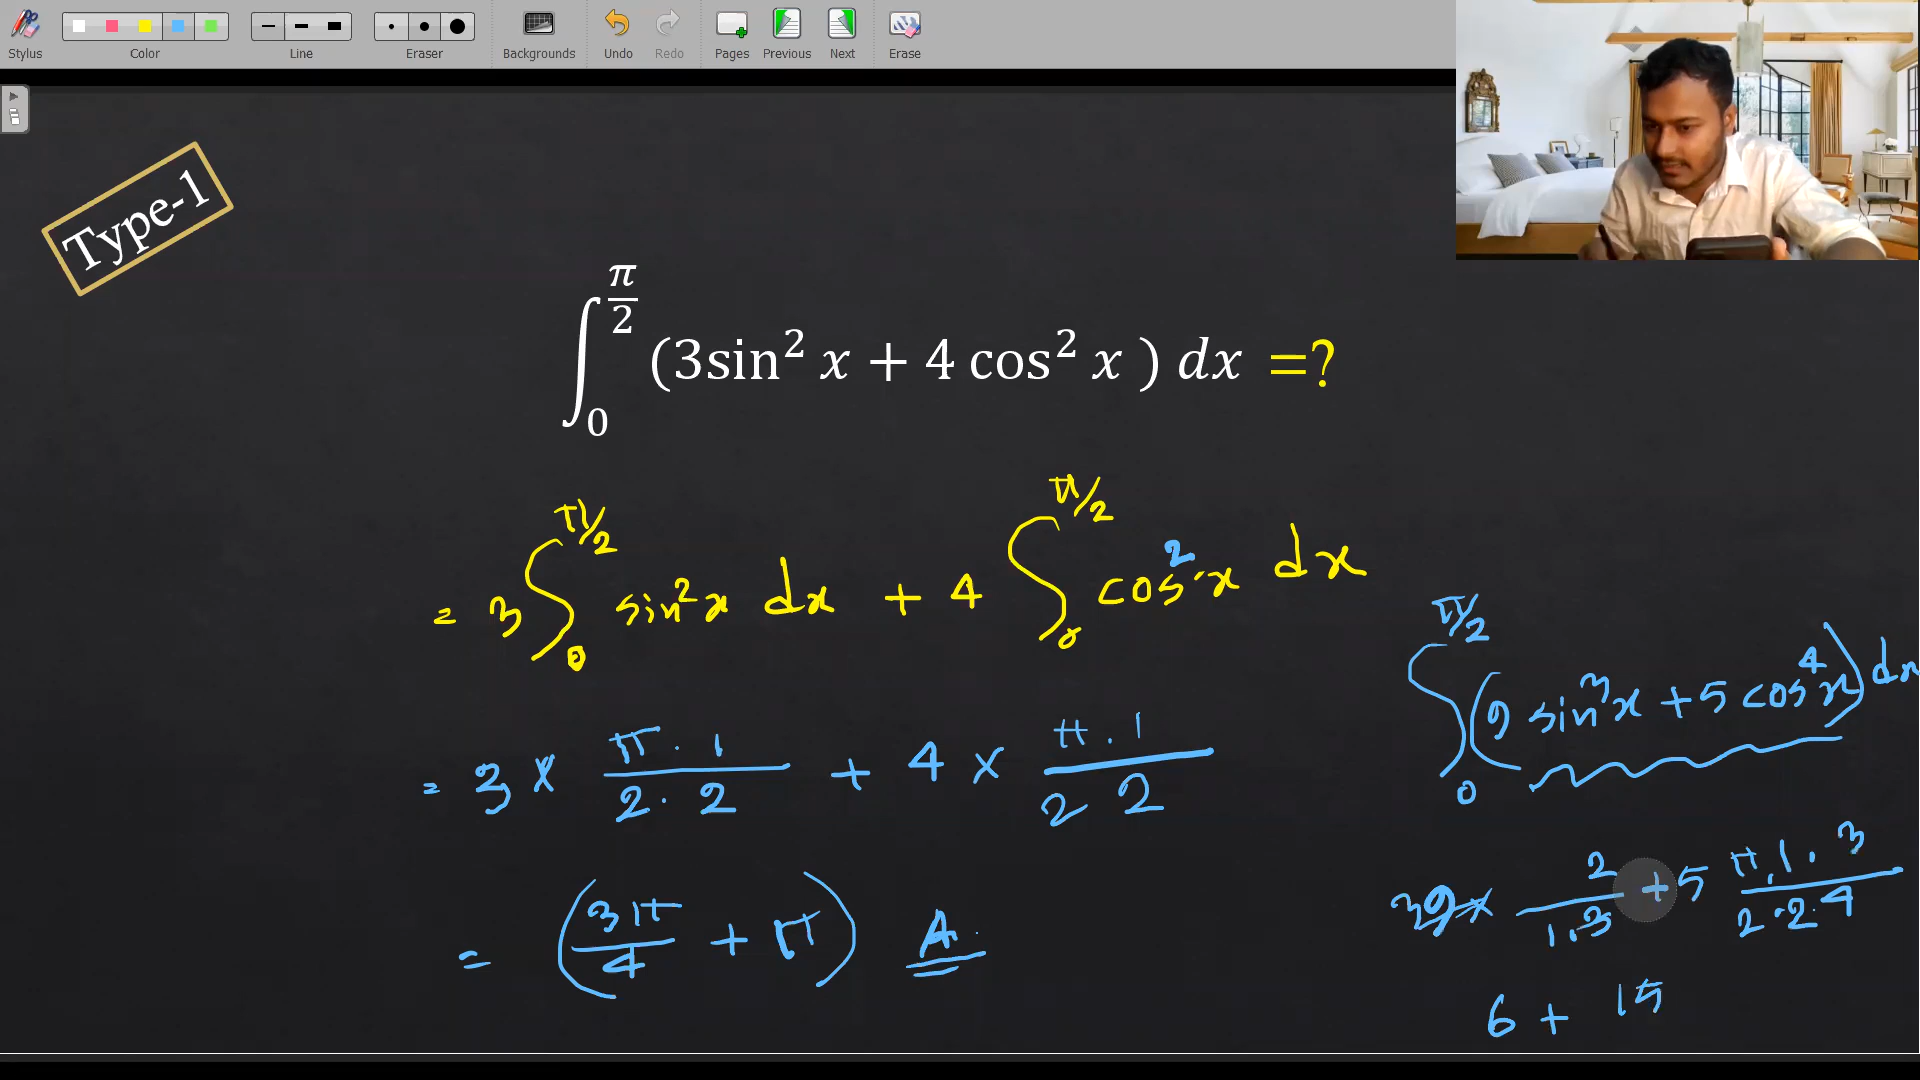 Stylus Color Line Eraser Backgrounds Undo Redo Pages Previous Next Erase
Type-1
∫₀^(π/2) (3sin² x + 4 cos² x ) dx =?
= 3 ∫₀^(π/2) sin²x dx + 4 ∫₀^(π/2) cos²x dx
= 3 × (π · 1)/(2 · 2) + 4 × (π · 1)/(2 2)
= (3π/4 + π) A
∫₀^(π/2) (9 sin³x + 5 cos⁴x) dx
9 × 2/(1.3) + 5 (π.1.3)/(2.2.4)
6 + 15